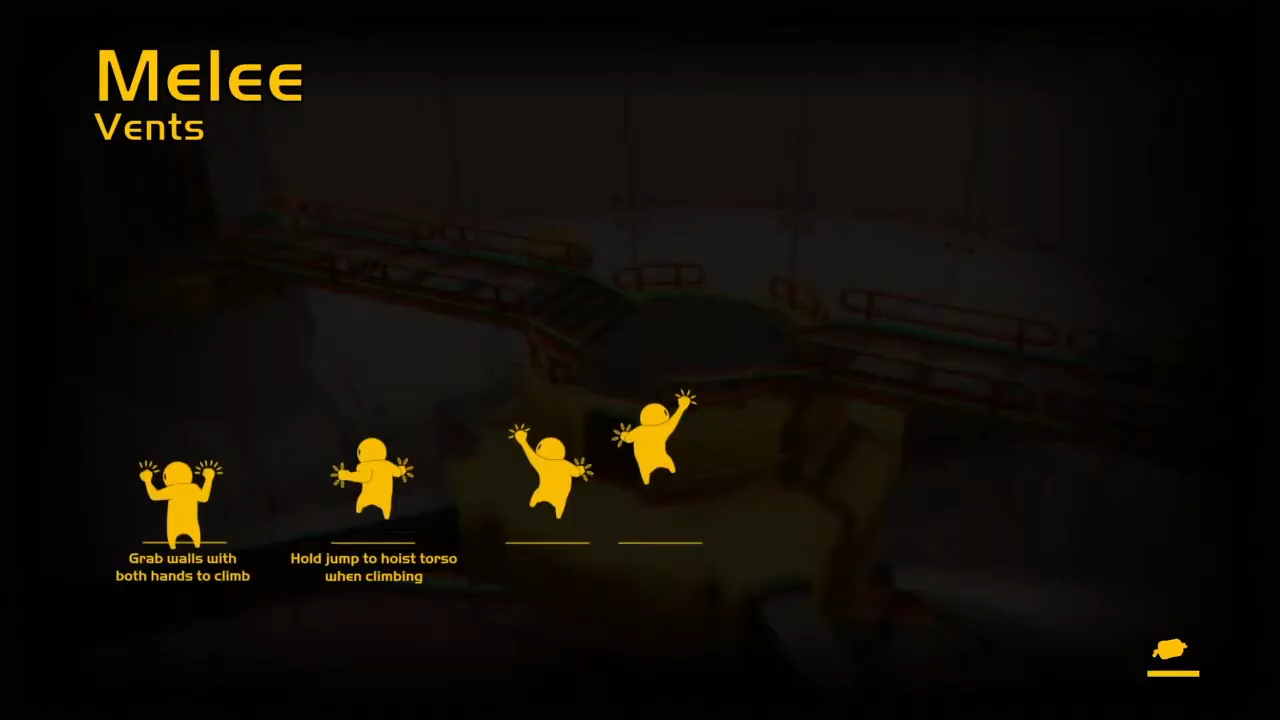 Melee
Vents
Grab walls with
both hands to climb
Hold jump to hoist torso
when climbing